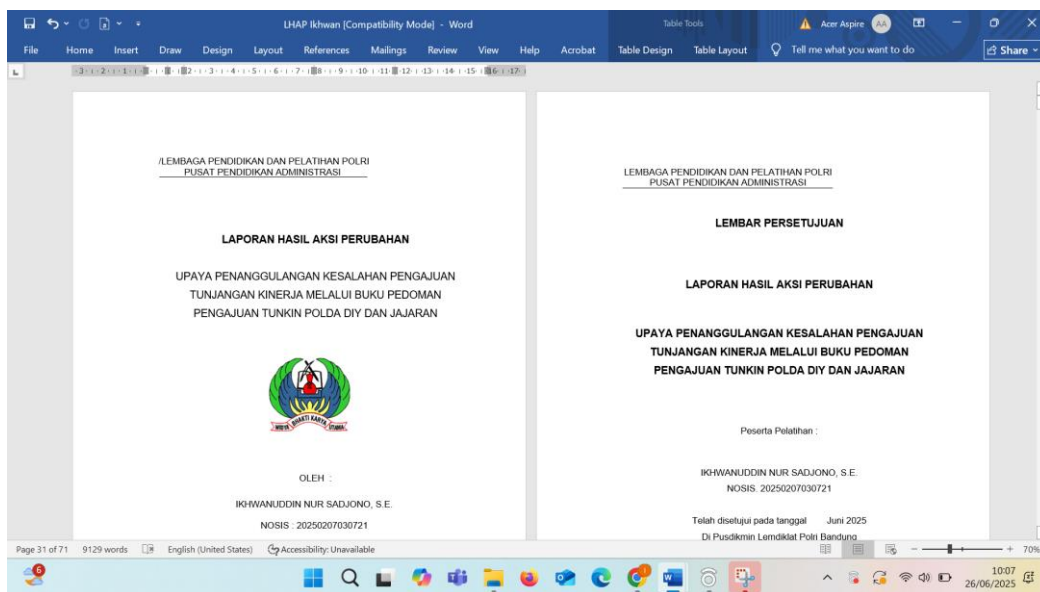 LHAP Ikhwan [Compatibility Mode] - Word
Table Tools
Acer Aspire
AA
File Home Insert Draw Design Layout References Mailings Review View Help Acrobat Table Design Table Layout Tell me what you want to do Share
/LEMBAGA PENDIDIKAN DAN PELATIHAN POLRI
PUSAT PENDIDIKAN ADMINISTRASI
LAPORAN HASIL AKSI PERUBAHAN
UPAYA PENANGGULANGAN KESALAHAN PENGAJUAN
TUNJANGAN KINERJA MELALUI BUKU PEDOMAN
PENGAJUAN TUNKIN POLDA DIY DAN JAJARAN
WIDYA BHAKTI KARYA UTAMA
OLEH :
IKHWANUDDIN NUR SADJONO, S.E.
NOSIS : 20250207030721
LEMBAGA PENDIDIKAN DAN PELATIHAN POLRI
PUSAT PENDIDIKAN ADMINISTRASI
LEMBAR PERSETUJUAN
LAPORAN HASIL AKSI PERUBAHAN
UPAYA PENANGGULANGAN KESALAHAN PENGAJUAN
TUNJANGAN KINERJA MELALUI BUKU PEDOMAN
PENGAJUAN TUNKIN POLDA DIY DAN JAJARAN
Peserta Pelatihan :
IKHWANUDDIN NUR SADJONO, S.E.
NOSIS. 20250207030721
Telah disetujui pada tanggal Juni 2025
Di Pusdikmin Lemdiklat Polri Bandung
Page 31 of 71 9129 words English (United States) Accessibility: Unavailable 70%
6
10:07
26/06/2025